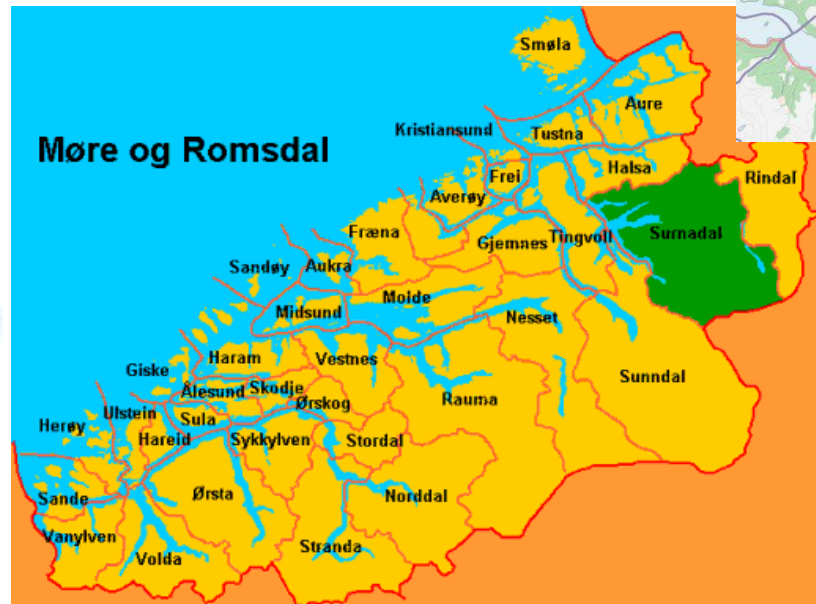 Smøla
Aure
Kristiansund
Tustna
Møre og Romsdal
Halsa
Frei
Rindal
Averøy
Fræna
Surnadal
Gjemnes
Tingvoll
Sandøy
Aukra
Molde
Midsund
Nesset
Haram
Vestnes
Giske
Sunndal
Ålesund
Skodje
Rauma
Ørskog
Ulstein
Sula
Herøy
Hareid
Sykkylven
Stordal
Ørsta
Norddal
Sande
Vanylven
Stranda
Volda